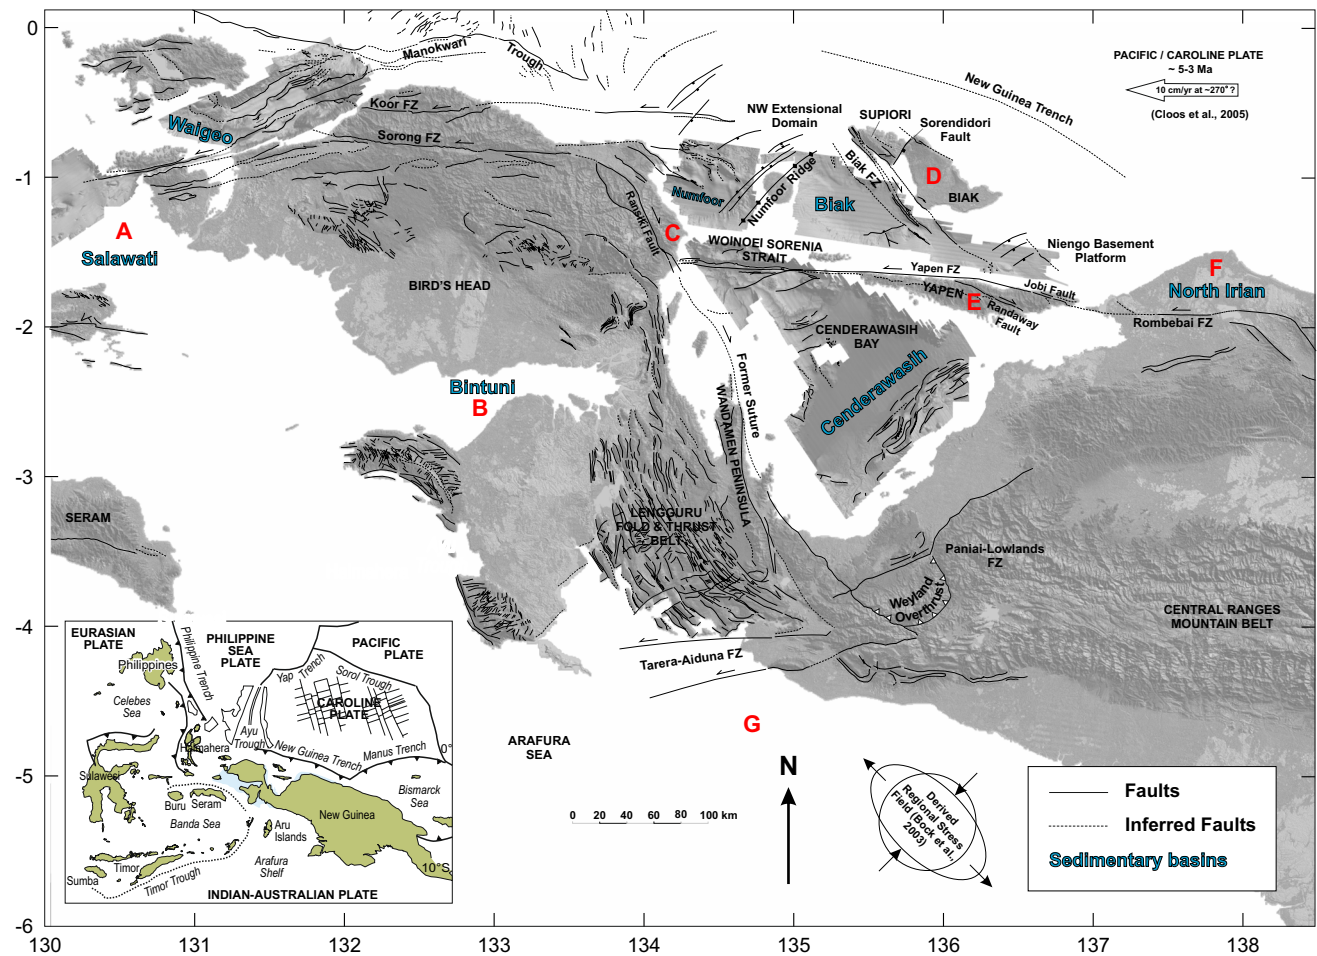 0
-1
-2
-3
-4
-5
-6
130
131
132
133
134
135
136
137
138
Manokwari
Trough
Koor FZ
Sorong FZ
Waigeo
A
Salawati
BIRD'S HEAD
Bintuni
B
SERAM
Ransiki Fault
C
Numfoor
NW Extensional
Domain
Numfoor Ridge
WOINOEI SORENIA
STRAIT
Biak
Biak FZ
SUPIORI
Sorendidori
Fault
D
BIAK
New Guinea Trench
PACIFIC / CAROLINE PLATE
~ 5-3 Ma
10 cm/yr at ~270° ?
(Cloos et al., 2005)
Niengo Basement
Platform
Yapen FZ
Jobi Fault
YAPEN
E
Randaway
Fault
F
North Irian
Rombebai FZ
CENDERAWASIH
BAY
Cenderawasih
Former Suture
WANDAMEN PENINSULA
LENGGURU
FOLD & THRUST
BELT
Paniai-Lowlands
FZ
Weyland
Overthrust
CENTRAL RANGES
MOUNTAIN BELT
Tarera-Aiduna FZ
G
ARAFURA
SEA
0 20 40 60 80 100 km
N
Derived
Regional Stress
Field (Bock et al.,
2003)
Faults
Inferred Faults
Sedimentary basins
EURASIAN
PLATE
PHILIPPINE
SEA
PLATE
PACIFIC
PLATE
Philippines
Philippine Trench
Yap Trench
Sorol Trough
CAROLINE
PLATE
Celebes
Sea
Ayu
Trough
Halmahera
New Guinea Trench
Manus Trench
0°
Sulawesi
Buru
Seram
Banda Sea
New Guinea
Bismarck
Sea
Aru
Islands
Arafura
Shelf
Timor
Sumba
Timor Trough
10°S
INDIAN-AUSTRALIAN PLATE